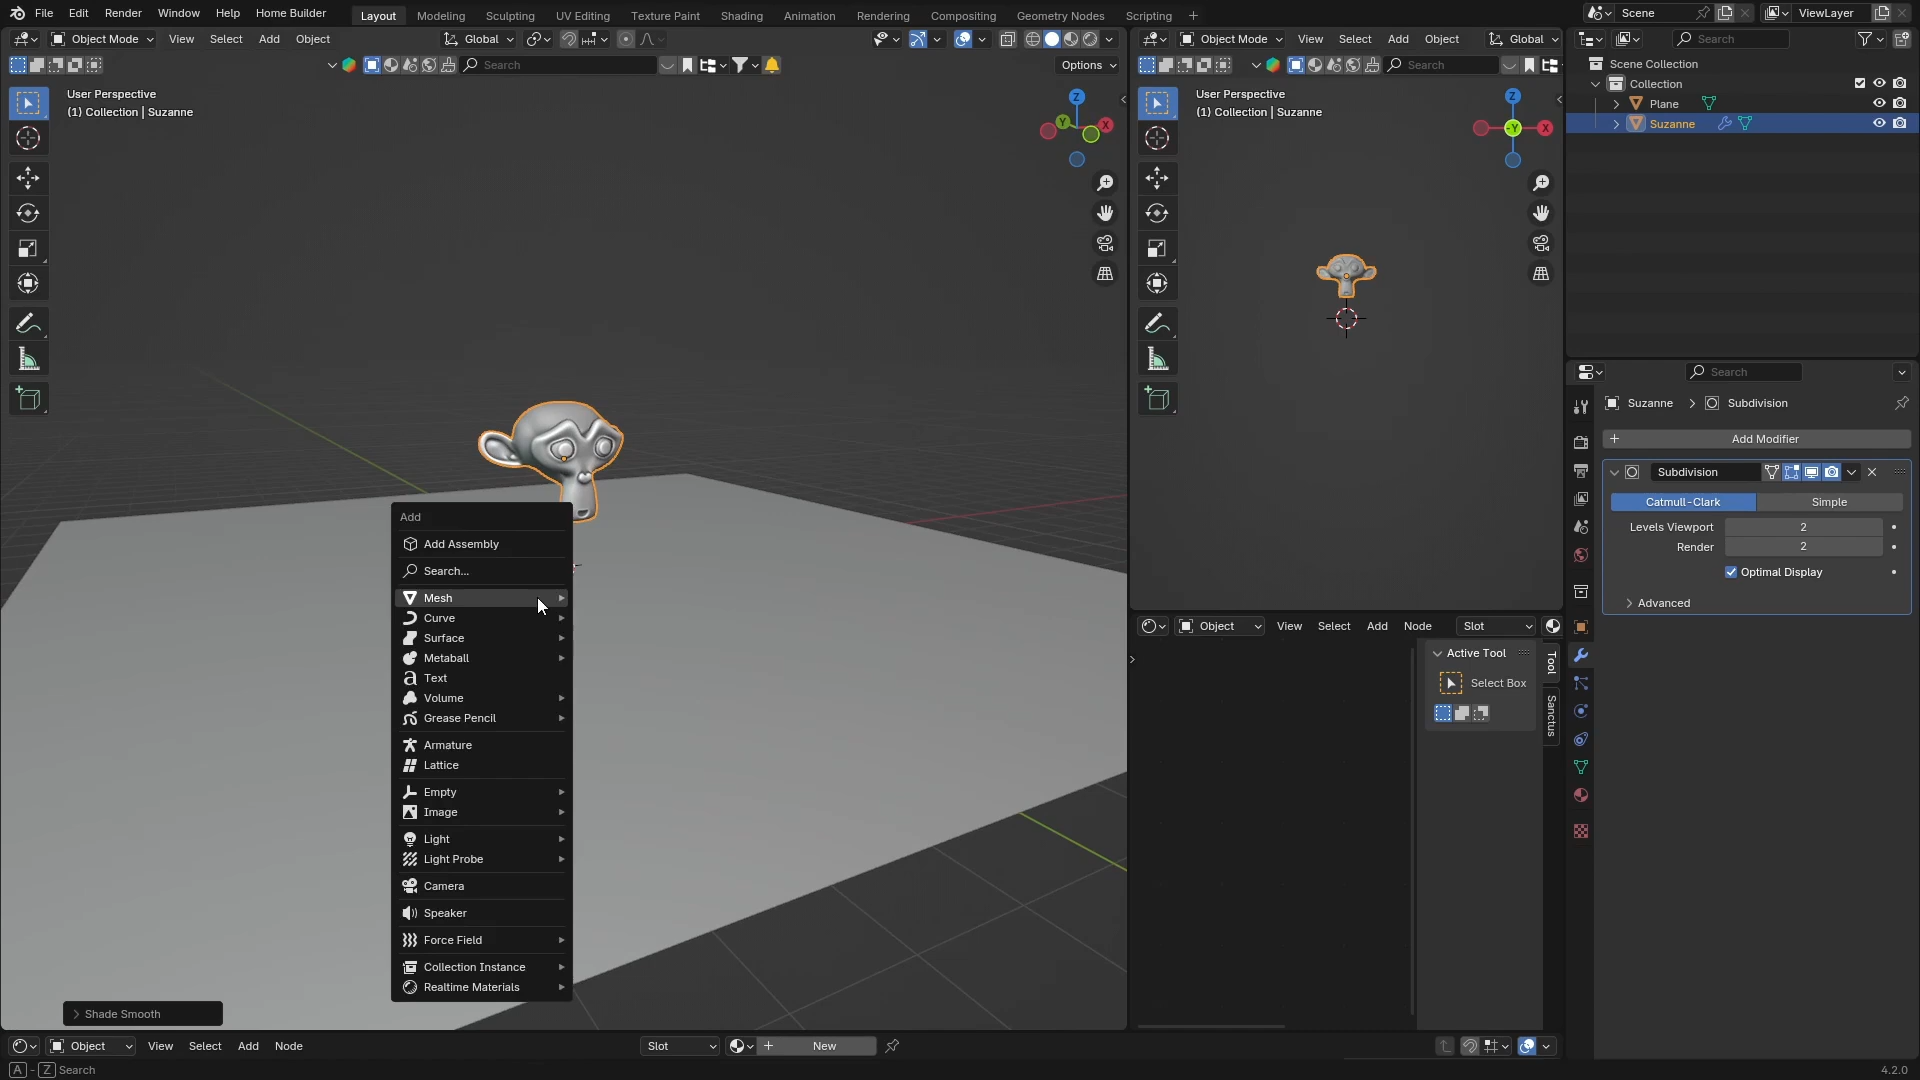 File Edit Render Window Help Home Builder Layout Modeling Sculpting UV Editing Texture Paint Shading Animation Rendering Compositing Geometry Nodes Scripting + Scene ViewLayer
Object Mode View Select Add Object Global
Search Options
User Perspective
(1) Collection | Suzanne
Z
Y
X
Add
Add Assembly
Search...
Mesh
Curve
Surface
Metaball
Text
Volume
Grease Pencil
Armature
Lattice
Empty
Image
Light
Light Probe
Camera
Speaker
Force Field
Collection Instance
Realtime Materials
Shade Smooth
Object View Select Add Node Slot New
A - Z Search
Object Mode View Select Add Object Global
Search
User Perspective
(1) Collection | Suzanne
Z
-Y
X
Object View Select Add Node Slot
Active Tool
Select Box
Tool
Sanctus
Search
Scene Collection
Collection
Plane
Suzanne
Search
Suzanne > Subdivision
+ Add Modifier
Subdivision
Catmull-Clark Simple
Levels Viewport 2
Render 2
Optimal Display
Advanced
4.2.0